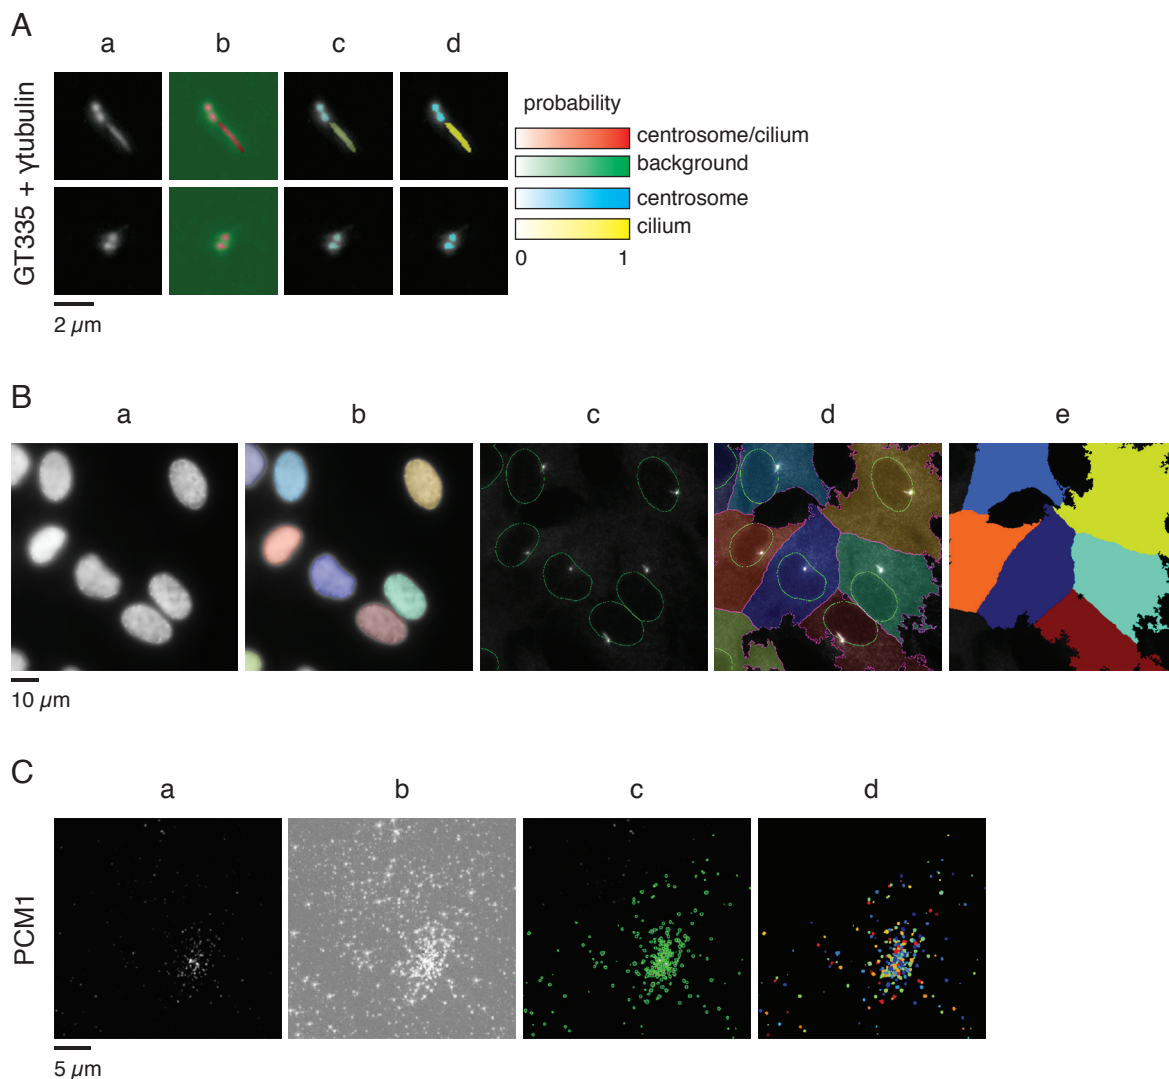 A
a b c d
GT335 + γtubulin
probability
centrosome/cilium
background
centrosome
cilium
0 1
2 µm
B
a b c d e
10 µm
C
a b c d
PCM1
5 µm